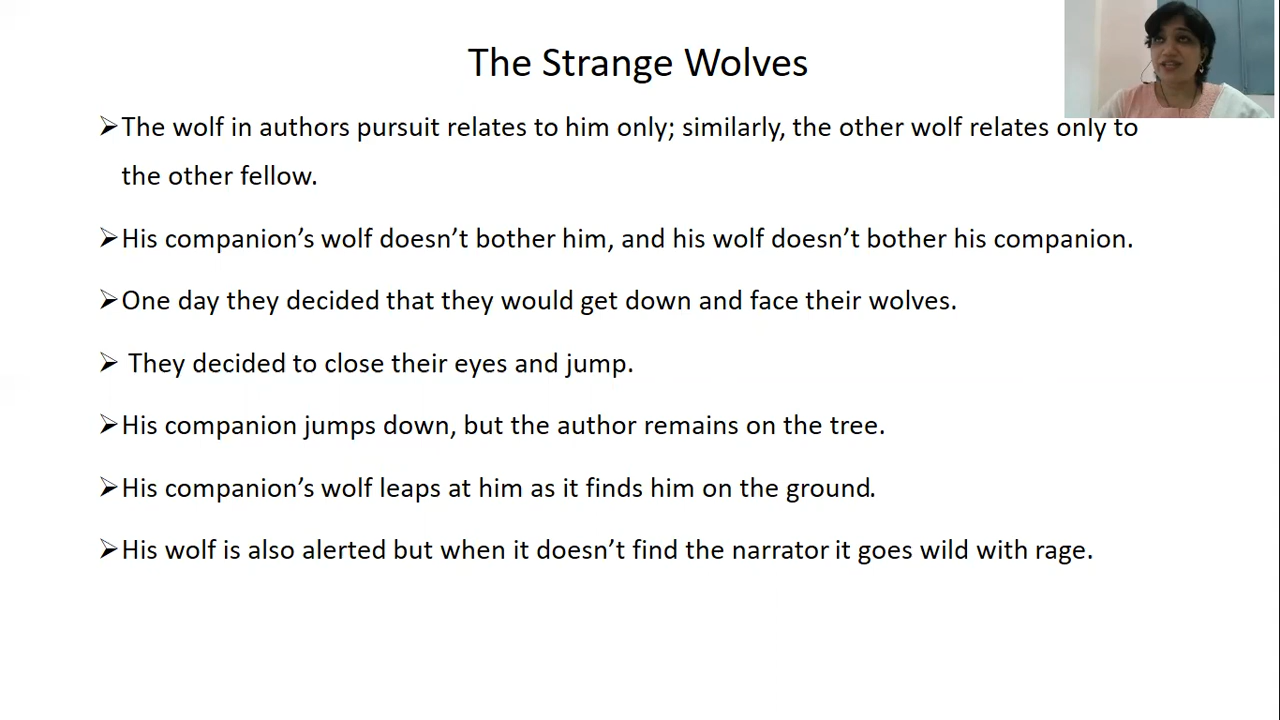 The Strange Wolves
➢The wolf in authors pursuit relates to him only; similarly, the other wolf relates only to
the other fellow.
➢His companion’s wolf doesn’t bother him, and his wolf doesn’t bother his companion.
➢One day they decided that they would get down and face their wolves.
➢ They decided to close their eyes and jump.
➢His companion jumps down, but the author remains on the tree.
➢His companion’s wolf leaps at him as it finds him on the ground.
➢His wolf is also alerted but when it doesn’t find the narrator it goes wild with rage.